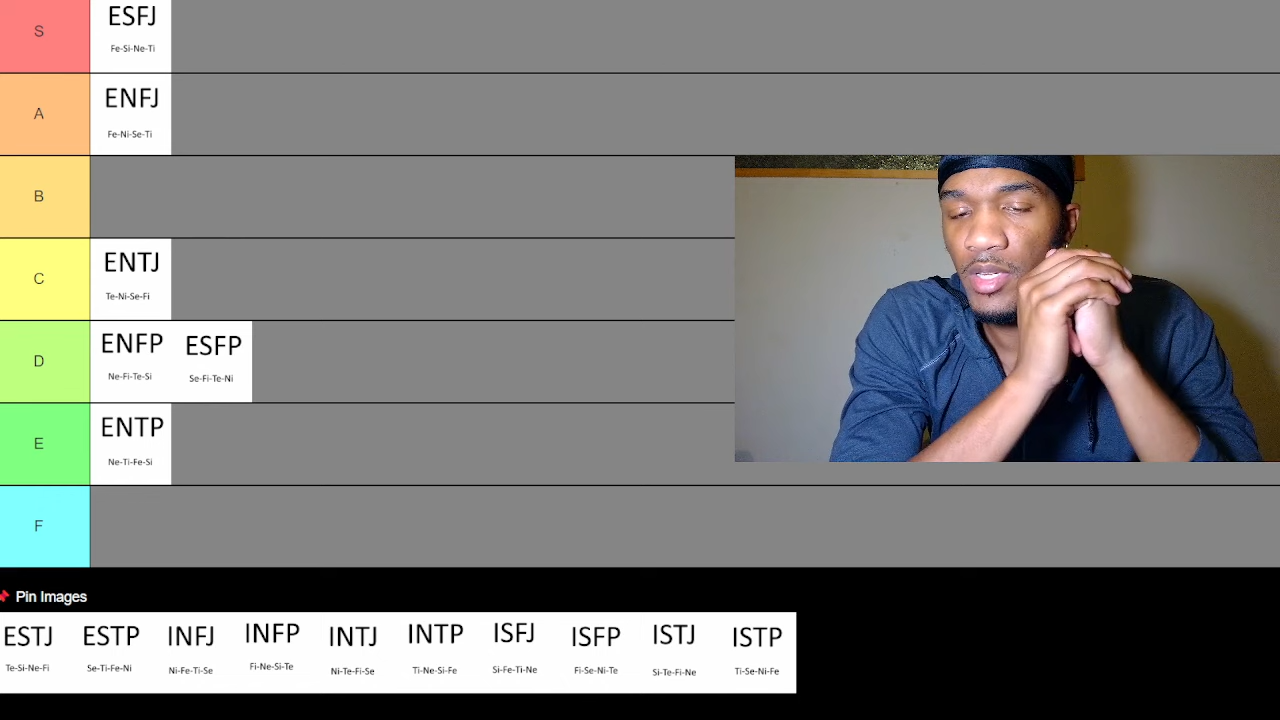 S
ESFJ
Fe-Si-Ne-Ti
A
ENFJ
Fe-Ni-Se-Ti
B
C
ENTJ
Te-Ni-Se-Fi
D
ENFP ESFP
Ne-Fi-Te-Si Se-Fi-Te-Ni
E
ENTP
Ne-Ti-Fe-Si
F
Pin Images
ESTJ ESTP INFJ INFP INTJ INTP ISFJ ISFP ISTJ ISTP
Te-Si-Ne-Fi Se-Ti-Fe-Ni Ni-Fe-Ti-Se Fi-Ne-Si-Te Ni-Te-Fi-Se Ti-Ne-Si-Fe Si-Fe-Ti-Ne Fi-Se-Ni-Te Si-Te-Fi-Ne Ti-Se-Ni-Fe